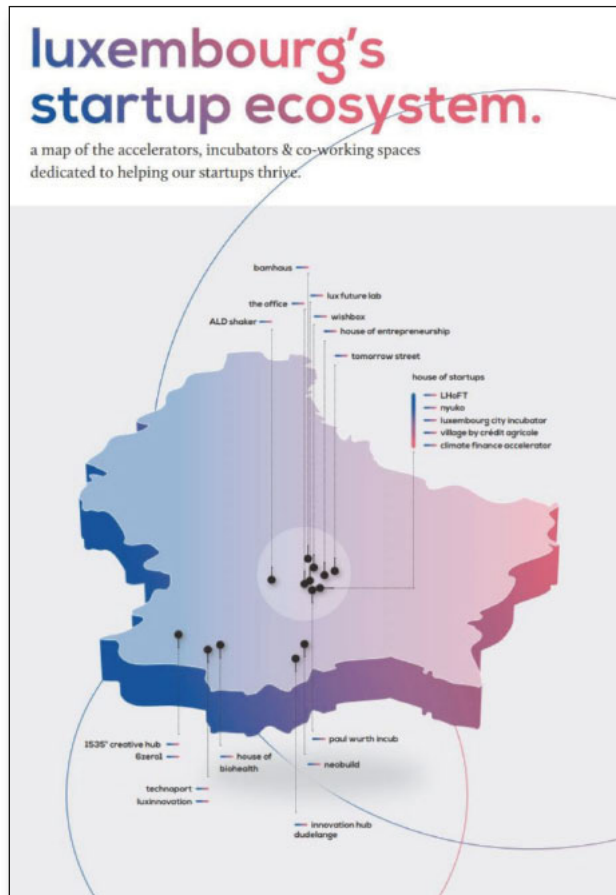 luxembourg's
startup ecosystem.
a map of the accelerators, incubators & co-working spaces
dedicated to helping our startups thrive.
bamhaus
lux future lab
the office
wishbox
ALD shaker
house of entrepreneurship
tomorrow street
house of startups
LHoFT
nyuko
luxembourg city incubator
village by crédit agricole
climate finance accelerator
1535° creative hub
6zero1
house of
biohealth
paul wurth incub
neobuild
technoport
luxinnovation
innovation hub
dudelange